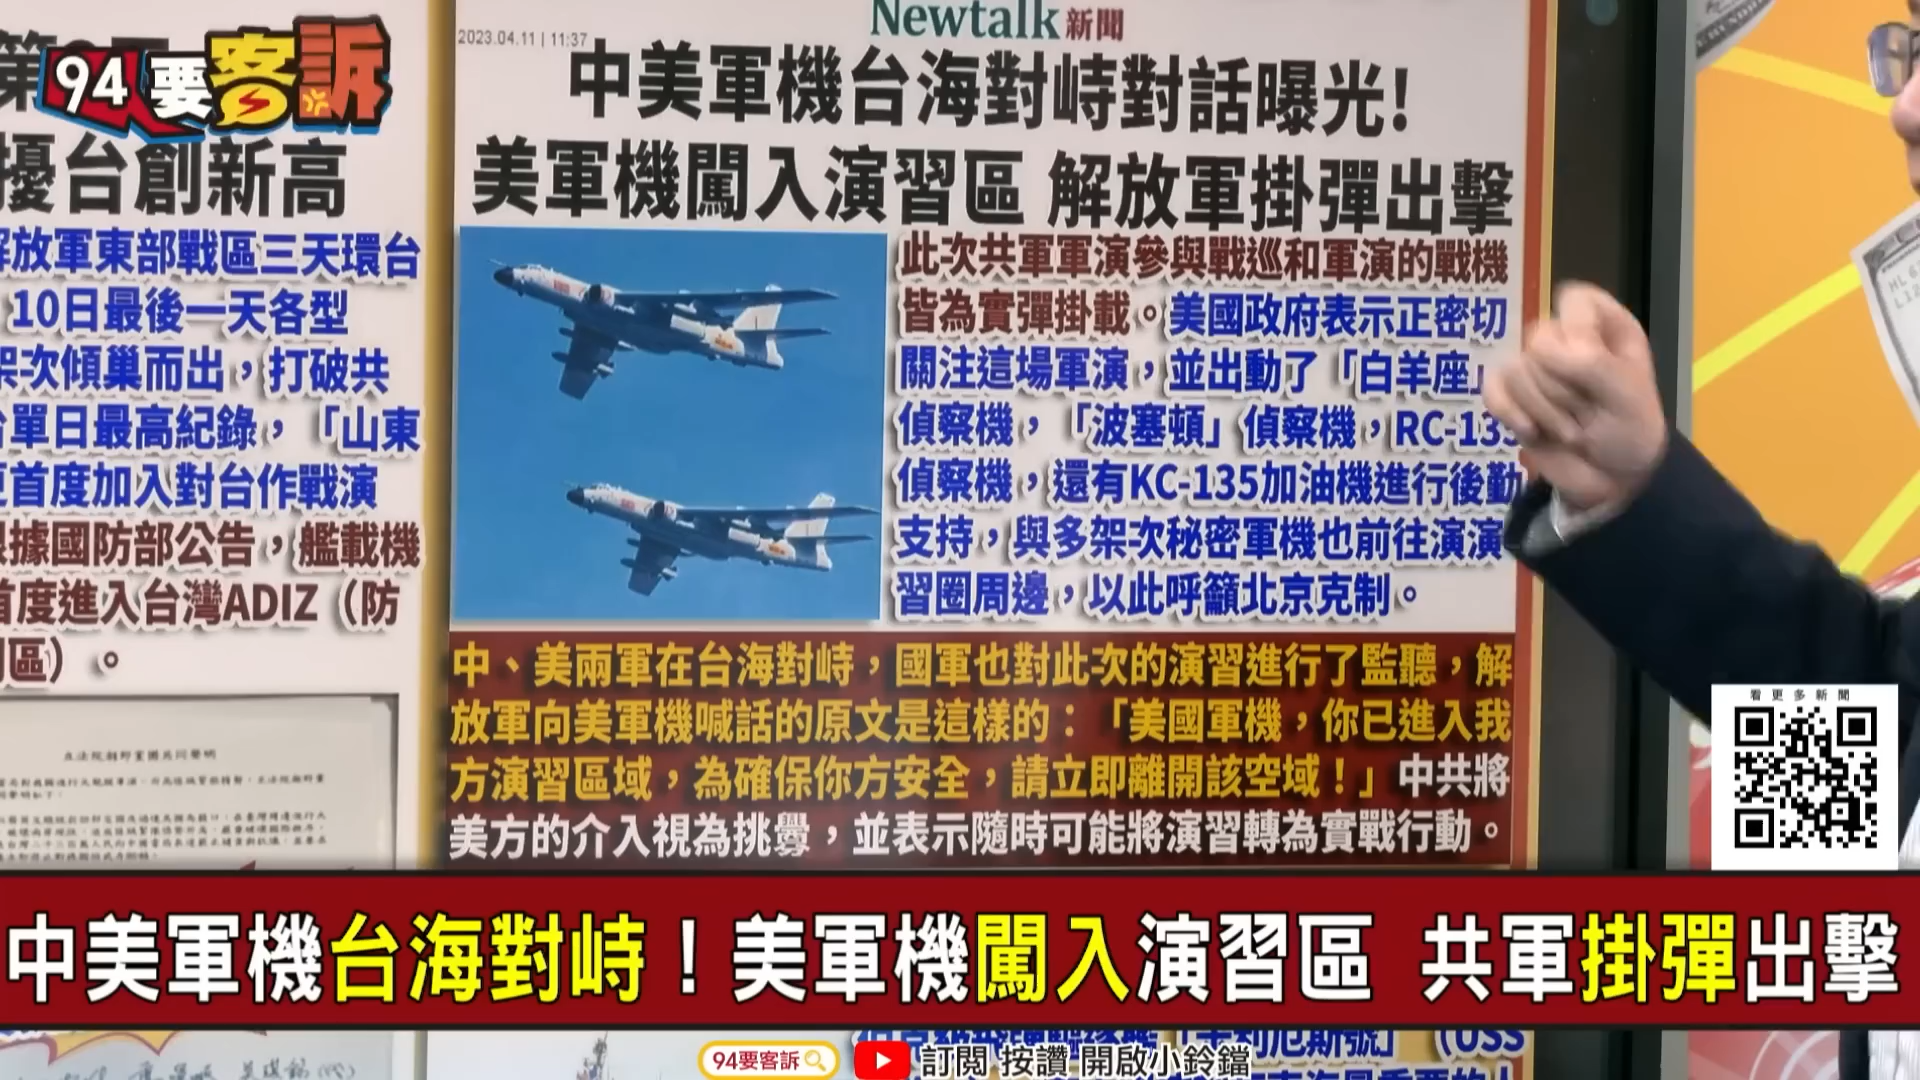 94要客訴
擾台創新高
解放軍東部戰區三天環台
10日最後一天各型
架次傾巢而出，打破共
台單日最高紀錄，「山東
首度加入對台作戰演
根據國防部公告，艦載機
首度進入台灣ADIZ（防
區）。
Newtalk新聞
2023.04.11 | 11:37
中美軍機台海對峙對話曝光!
美軍機闖入演習區 解放軍掛彈出擊
此次共軍軍演參與戰巡和軍演的戰機
皆為實彈掛載。美國政府表示正密切
關注這場軍演，並出動了「白羊座」
偵察機，「波塞頓」偵察機，RC-135
偵察機，還有KC-135加油機進行後勤
支持，與多架次秘密軍機也前往演演
習圈周邊，以此呼籲北京克制。
中、美兩軍在台海對峙，國軍也對此次的演習進行了監聽，解
放軍向美軍機喊話的原文是這樣的：「美國軍機，你已進入我
方演習區域，為確保你方安全，請立即離開該空域！」中共將
美方的介入視為挑釁，並表示隨時可能將演習轉為實戰行動。
立法院朝野黨團共同聲明
看更多新聞
中美軍機台海對峙！美軍機闖入演習區 共軍掛彈出擊
94要客訴
訂閱 按讚 開啟小鈴鐺
(USS